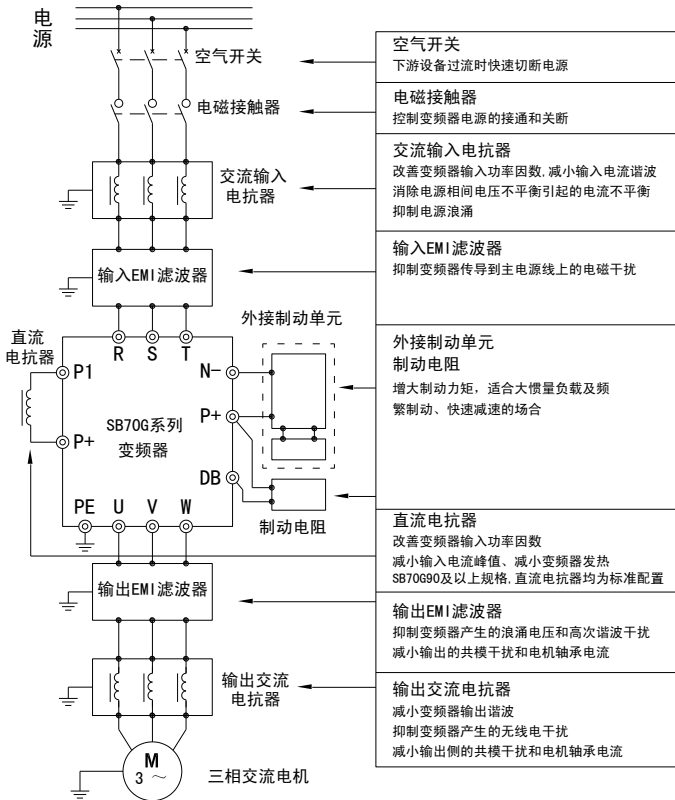 电
源
空气开关
电磁接触器
交流输入
电抗器
输入EMI滤波器
直流
电抗器
R S T
P1
P+
N-
P+
DB
SB70G系列
变频器
PE U V W
外接制动单元
制动电阻
输出EMI滤波器
输出交流
电抗器
M
3 ～
三相交流电机
空气开关
下游设备过流时快速切断电源
电磁接触器
控制变频器电源的接通和关断
交流输入电抗器
改善变频器输入功率因数,减小输入电流谐波
消除电源相间电压不平衡引起的电流不平衡
抑制电源浪涌
输入EMI滤波器
抑制变频器传导到主电源线上的电磁干扰
外接制动单元
制动电阻
增大制动力矩，适合大惯量负载及频
繁制动、快速减速的场合
直流电抗器
改善变频器输入功率因数
减小输入电流峰值、减小变频器发热
SB70G90及以上规格,直流电抗器均为标准配置
输出EMI滤波器
抑制变频器产生的浪涌电压和高次谐波干扰
减小输出的共模干扰和电机轴承电流
输出交流电抗器
减小变频器输出谐波
抑制变频器产生的无线电干扰
减小输出侧的共模干扰和电机轴承电流